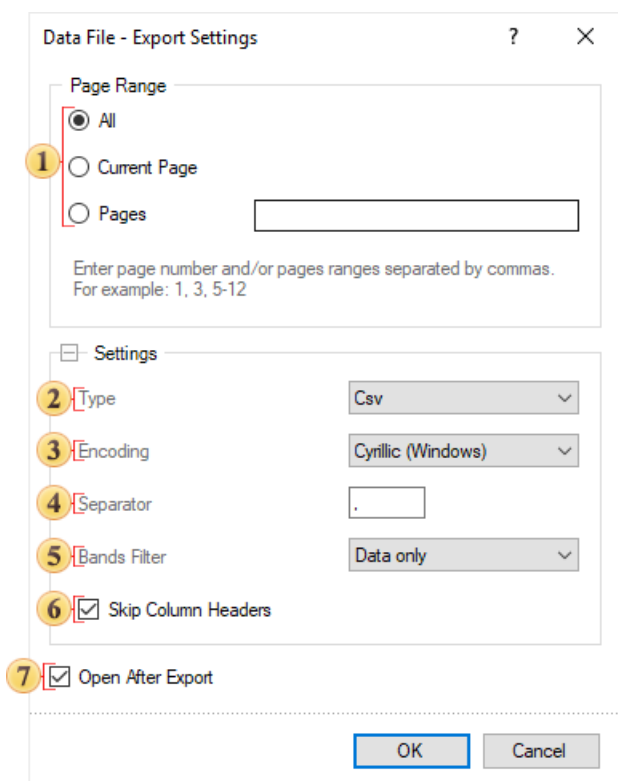 Data File - Export Settings ? ×
Page Range
All
1 Current Page
Pages
Enter page number and/or pages ranges separated by commas.
For example: 1, 3, 5-12
Settings
2 Type Csv
3 Encoding Cyrillic (Windows)
4 Separator ,
5 Bands Filter Data only
6 Skip Column Headers
7 Open After Export
OK Cancel